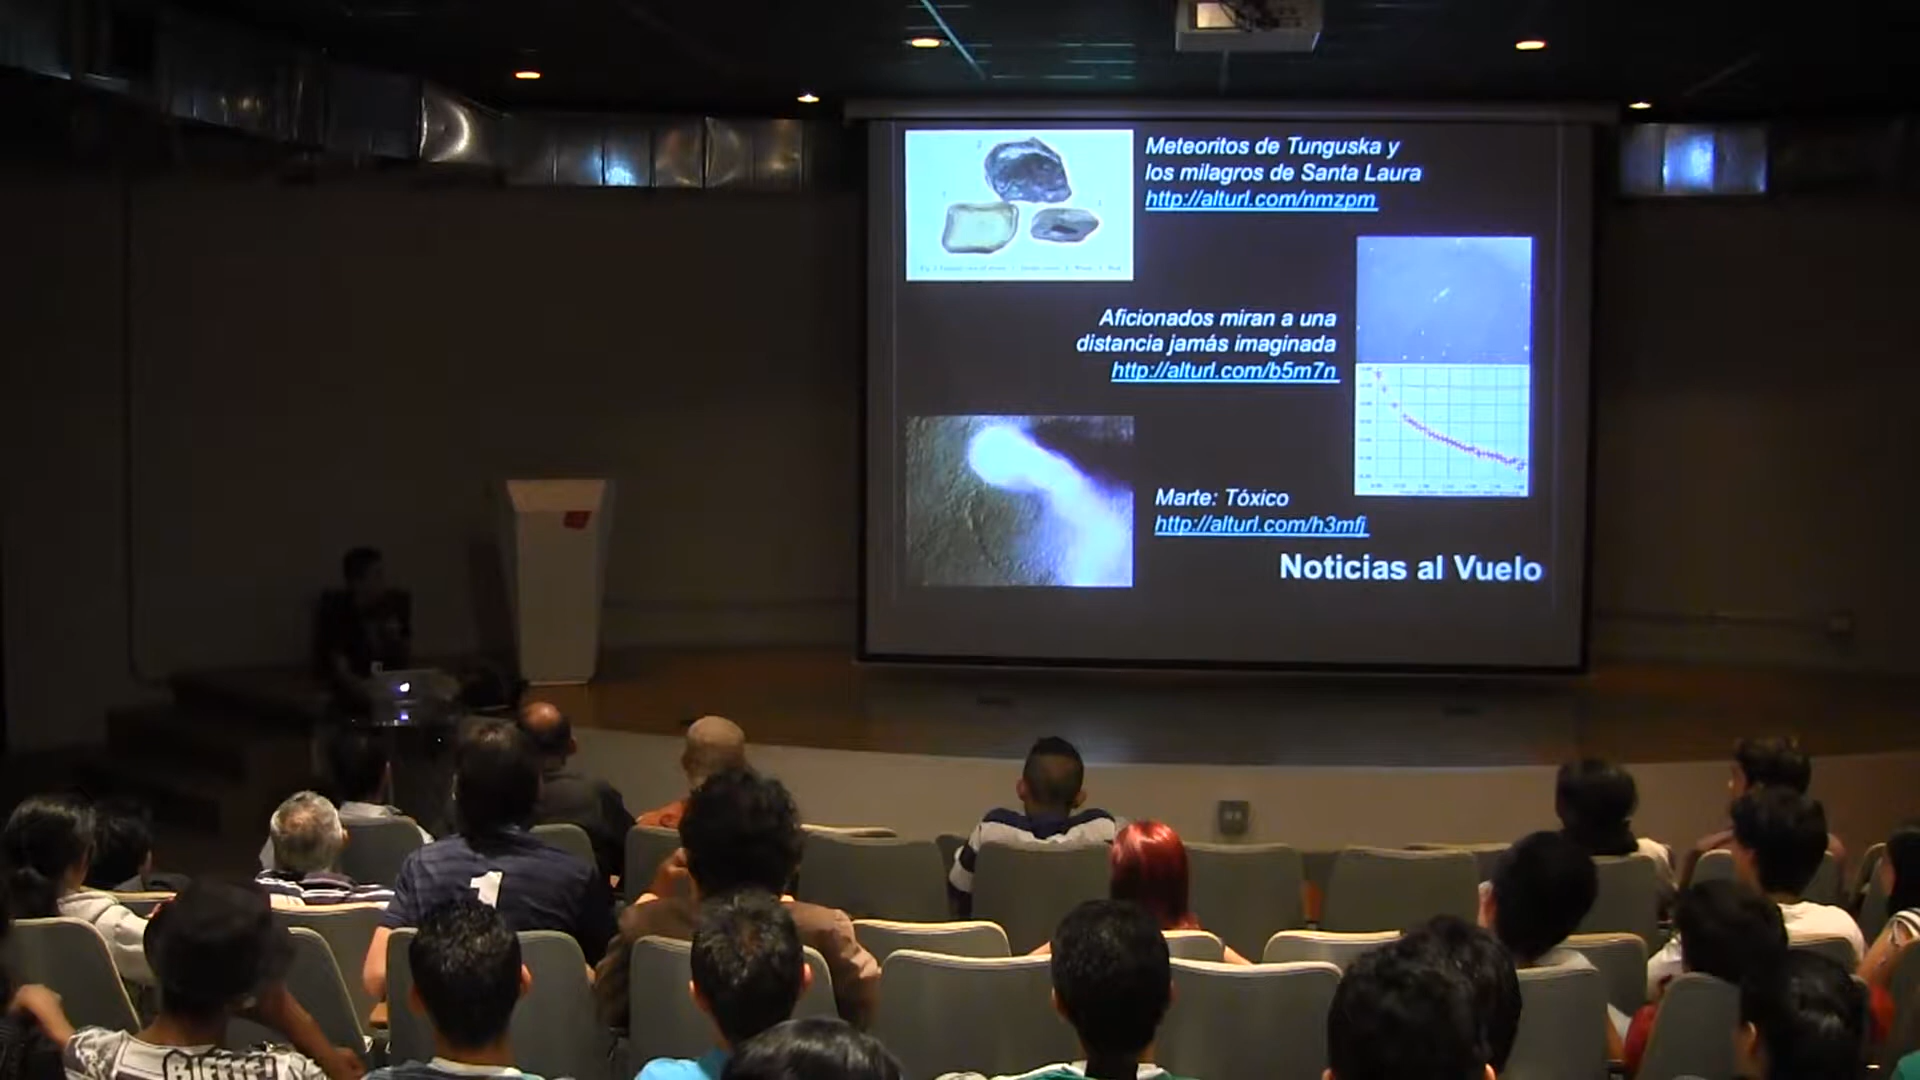 Meteoritos de Tunguska y
los milagros de Santa Laura
http://alturl.com/nmzpm
Aficionados miran a una
distancia jamás imaginada
http://alturl.com/b5m7n
Marte: Tóxico
http://alturl.com/h3mfj
Noticias al Vuelo
1